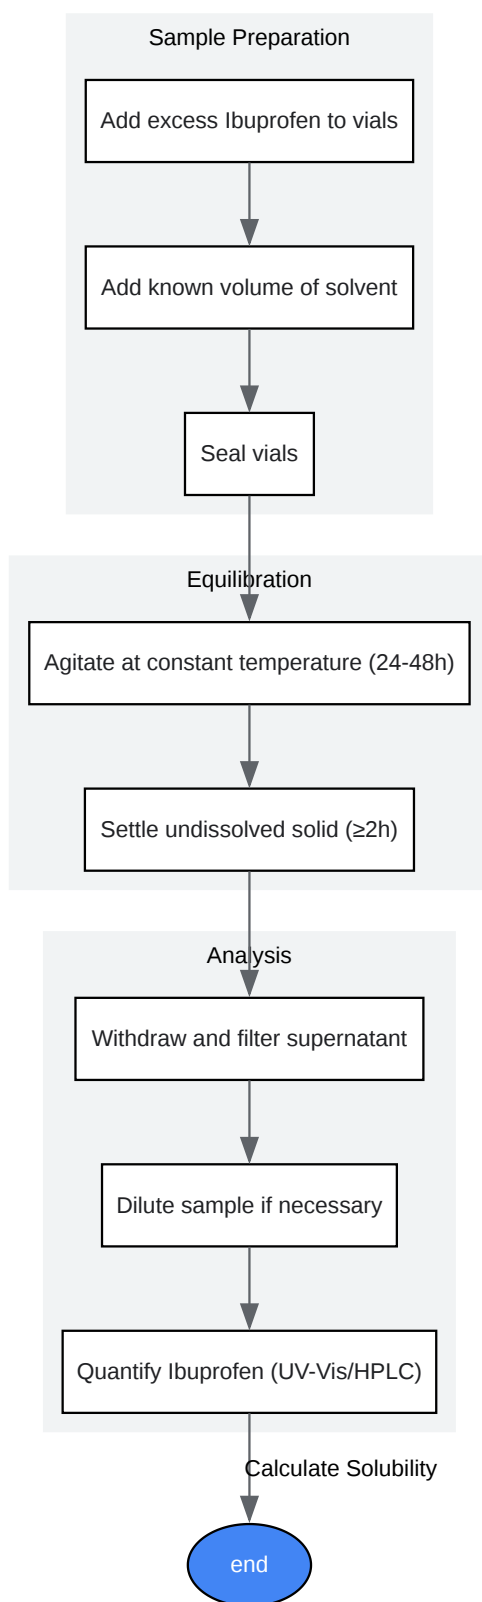 Sample Preparation
Add excess Ibuprofen to vials
Add known volume of solvent
Seal vials
Equilibration
Agitate at constant temperature (24-48h)
Settle undissolved solid (≥2h)
Analysis
Withdraw and filter supernatant
Dilute sample if necessary
Quantify Ibuprofen (UV-Vis/HPLC)
Calculate Solubility
end